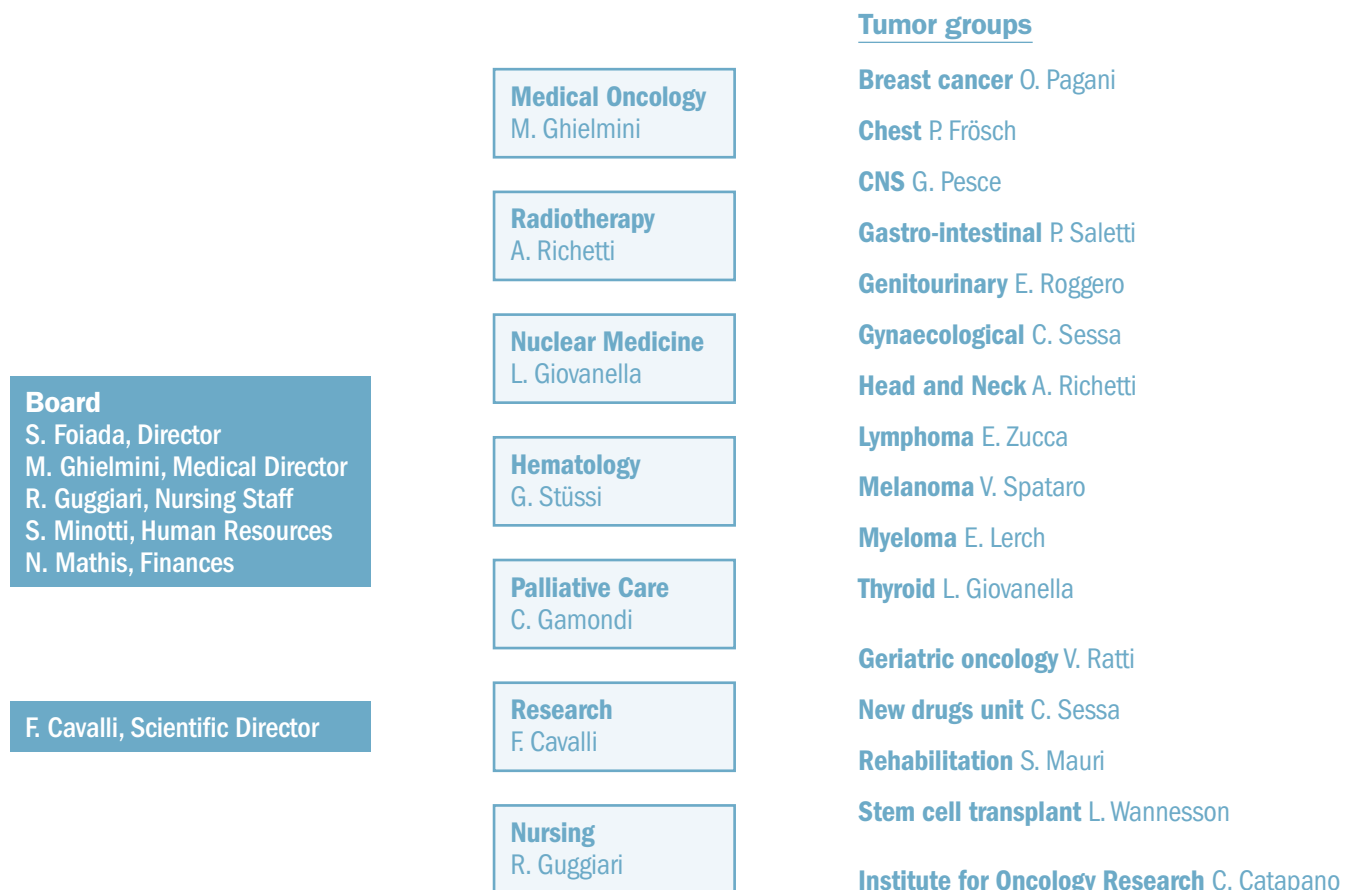 Board
S. Foiada, Director
M. Ghielmini, Medical Director
R. Guggiari, Nursing Staff
S. Minotti, Human Resources
N. Mathis, Finances
F. Cavalli, Scientific Director
Medical Oncology
M. Ghielmini
Radiotherapy
A. Richetti
Nuclear Medicine
L. Giovanella
Hematology
G. Stüssi
Palliative Care
C. Gamondi
Research
F. Cavalli
Nursing
R. Guggiari
Tumor groups
Breast cancer O. Pagani
Chest P. Frösch
CNS G. Pesce
Gastro-intestinal P. Saletti
Genitourinary E. Roggero
Gynaecological C. Sessa
Head and Neck A. Richetti
Lymphoma E. Zucca
Melanoma V. Spataro
Myeloma E. Lerch
Thyroid L. Giovanella
Geriatric oncology V. Ratti
New drugs unit C. Sessa
Rehabilitation S. Mauri
Stem cell transplant L. Wannesson
Institute for Oncology Research C. Catapano